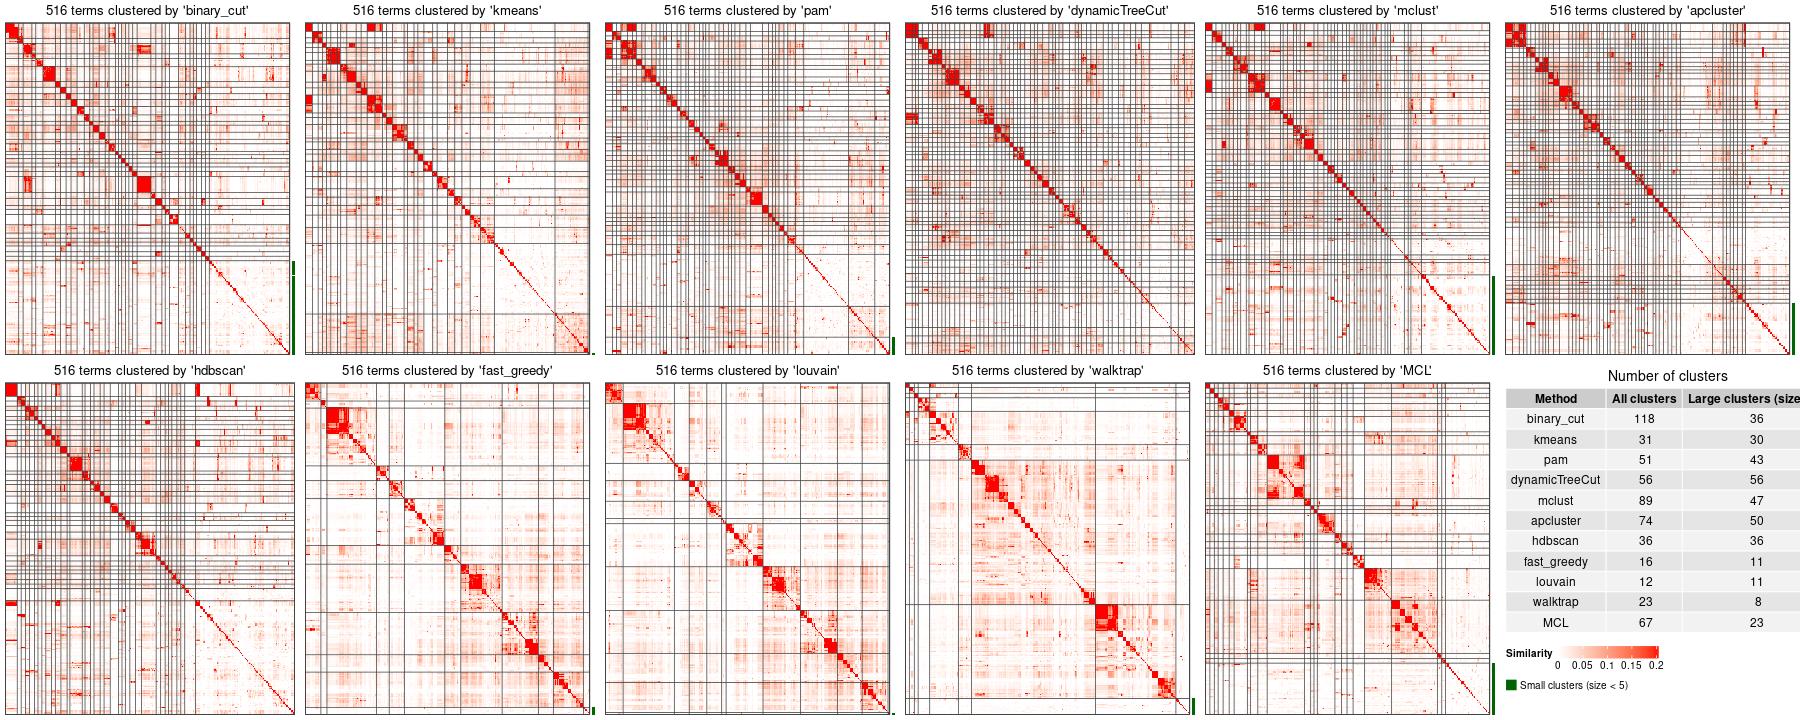 516 terms clustered by 'binary_cut'
516 terms clustered by 'kmeans'
516 terms clustered by 'pam'
516 terms clustered by 'dynamicTreeCut'
516 terms clustered by 'mclust'
516 terms clustered by 'apcluster'
516 terms clustered by 'hdbscan'
516 terms clustered by 'fast_greedy'
516 terms clustered by 'louvain'
516 terms clustered by 'walktrap'
516 terms clustered by 'MCL'
Number of clusters
Method All clusters Large clusters (size
binary_cut 118 36
kmeans 31 30
pam 51 43
dynamicTreeCut 56 56
mclust 89 47
apcluster 74 50
hdbscan 36 36
fast_greedy 16 11
louvain 12 11
walktrap 23 8
MCL 67 23
Similarity
0 0.05 0.1 0.15 0.2
Small clusters (size < 5)